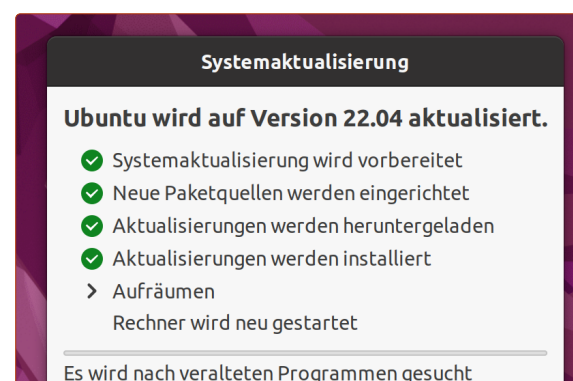 Systemaktualisierung
Ubuntu wird auf Version 22.04 aktualisiert.
Systemaktualisierung wird vorbereitet
Neue Paketquellen werden eingerichtet
Aktualisierungen werden heruntergeladen
Aktualisierungen werden installiert
Aufräumen
Rechner wird neu gestartet
Es wird nach veralteten Programmen gesucht